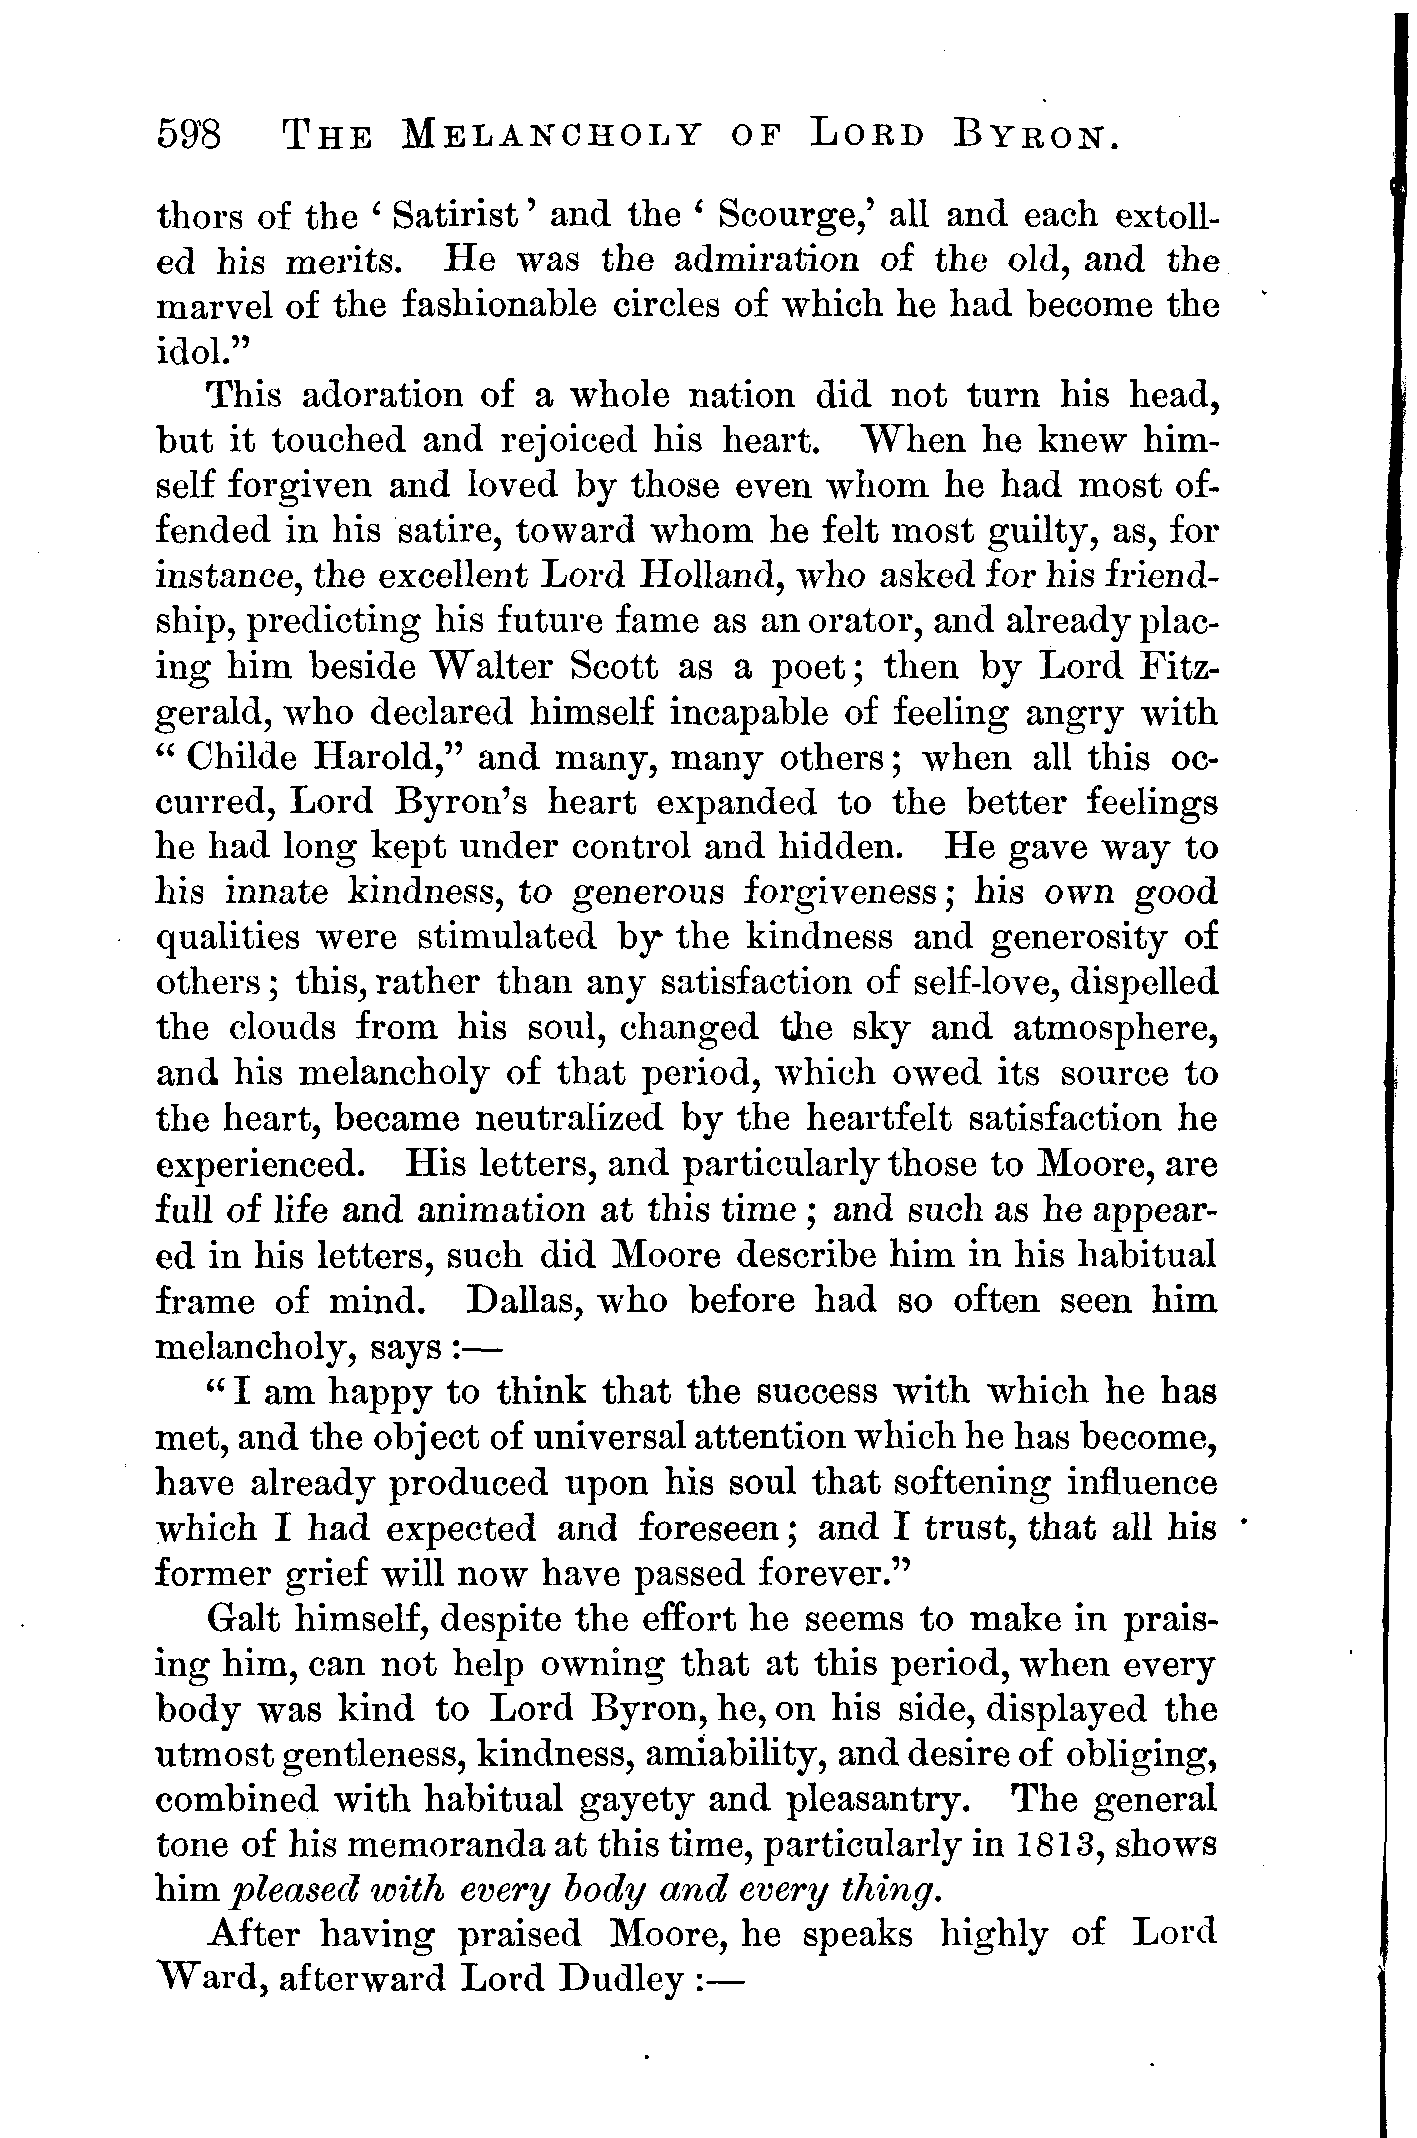 598 THE MELANCHOLY OF LORD BYRON.
thors of the ‘ Satirist ’ and the ‘ Scourge,’ all and each extoll-
ed his merits. He was the admiration of the old, and the
marvel of the fashionable circles of which he had become the
idol.”
This adoration of a whole nation did not turn his head,
but it touched and rejoiced his heart. When he knew him-
self forgiven and loved by those even whom he had most of-
fended in his satire, toward whom he felt most guilty, as, for
instance, the excellent Lord Holland, who asked for his friend-
ship, predicting his future fame as an orator, and already plac-
ing him beside Walter Scott as a poet; then by Lord Fitz-
gerald, who declared himself incapable of feeling angry with
“ Childe Harold,” and many, many others; when all this oc-
curred, Lord Byron’s heart expanded to the better feelings
he had long kept under control and hidden. He gave way to
his innate kindness, to generous forgiveness; his own good
qualities were stimulated by the kindness and generosity of
others; this, rather than any satisfaction of self-love, dispelled
the clouds from his soul, changed the sky and atmosphere,
and his melancholy of that period, which owed its source to
the heart, became neutralized by the heartfelt satisfaction he
experienced. His letters, and particularly those to Moore, are
full of life and animation at this time; and such as he appear-
ed in his letters, such did Moore describe him in his habitual
frame of mind. Dallas, who before had so often seen him
melancholy, says :—
“ I am happy to think that the success with which he has
met, and the object of universal attention which he has become,
have already produced upon his soul that softening influence
which I had expected and foreseen; and I trust, that all his
former grief will now have passed forever.”
Galt himself, despite the effort he seems to make in prais-
ing him, can not help owning that at this period, when every
body was kind to Lord Byron, he, on his side, displayed the
utmost gentleness, kindness, amiability, and desire of obliging,
combined with habitual gayety and pleasantry. The general
tone of his memoranda at this time, particularly in 1813, shows
him pleased with every body and every thing.
After having praised Moore, he speaks highly of Lord
Ward, afterward Lord Dudley :—